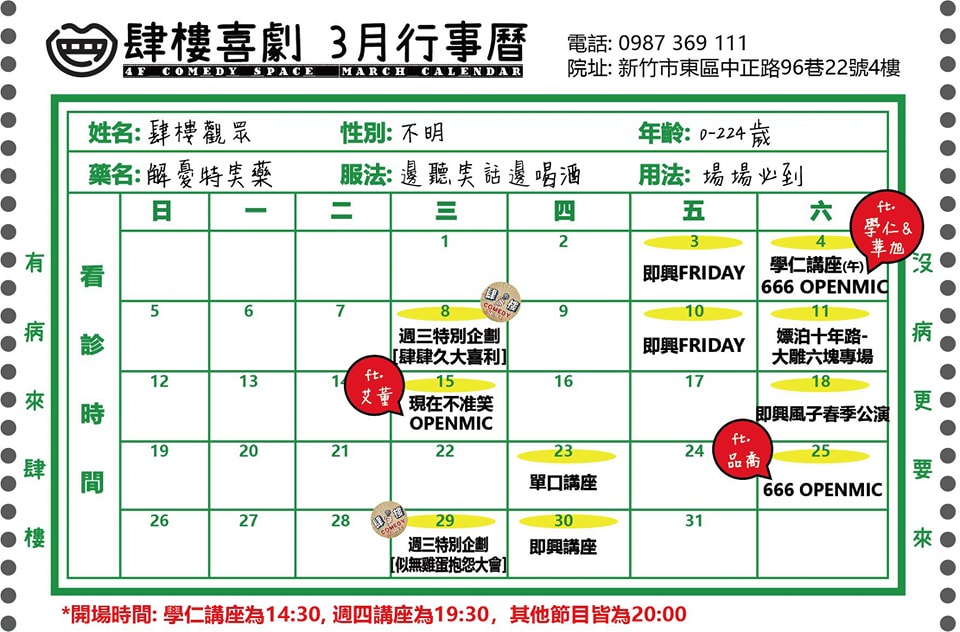 肆樓喜劇 3月行事曆
4F COMEDY SPACE MARCH CALENDAR
電話: 0987 369 111
院址: 新竹市東區中正路96巷22號4樓
姓名: 肆樓觀眾 性別: 不明 年齡: 0-224歲
藥名: 解憂特笑藥 服法: 邊聽笑話邊喝酒 用法: 場場必到
有病來肆樓
沒病更要來
看診時間
日 一 二 三 四 五 六
1 2 3 4
即興FRIDAY
學仁講座(午)
666 OPENMIC
ft.
學仁&
華旭
5 6 7 8 9 10 11
肆樓
COMEDY
週三特別企劃
[肆肆久大喜利]
即興FRIDAY
嫖泊十年路-
大雕六塊專場
12 13 14 15 16 17 18
ft.
艾董
現在不准笑
OPENMIC
即興風子春季公演
19 20 21 22 23 24 25
單口講座
ft.
品喬
666 OPENMIC
26 27 28 29 30 31
肆樓
COMEDY
週三特別企劃
[似無雞蛋抱怨大會]
即興講座
*開場時間: 學仁講座為14:30, 週四講座為19:30, 其他節目皆為20:00